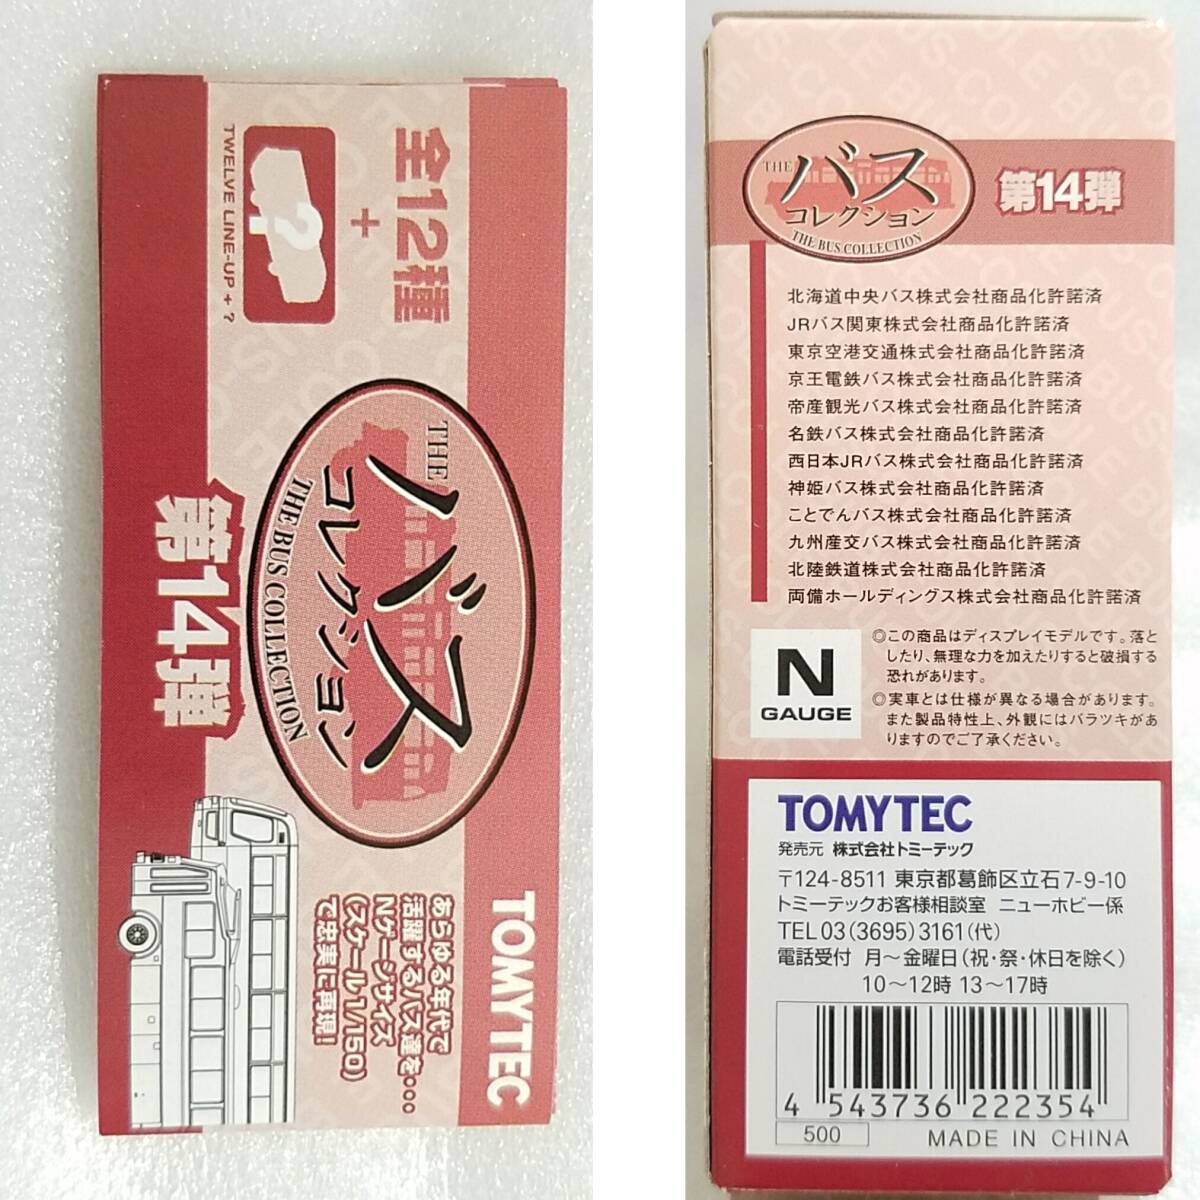 全12種
+
?
TWELVE LINE-UP + ?
THE
バス
コレクション
THE BUS COLLECTION
第14弾
TOMYTEC
あらゆる年代で
活躍するバス達を…
Nゲージサイズ
(スケール1/150)
で忠実に再現!
THE
バス
コレクション
THE BUS COLLECTION
第14弾
北海道中央バス株式会社商品化許諾済
JRバス関東株式会社商品化許諾済
東京空港交通株式会社商品化許諾済
京王電鉄バス株式会社商品化許諾済
帝産観光バス株式会社商品化許諾済
名鉄バス株式会社商品化許諾済
西日本JRバス株式会社商品化許諾済
神姫バス株式会社商品化許諾済
ことでんバス株式会社商品化許諾済
九州産交バス株式会社商品化許諾済
北陸鉄道株式会社商品化許諾済
両備ホールディングス株式会社商品化許諾済
N
GAUGE
◎この商品はディスプレイモデルです。落と
したり、無理な力を加えたりすると破損する
恐れがあります。
◎実車とは仕様が異なる場合があります。
また製品特性上、外観にはバラツキがあ
りますのでご了承ください。
TOMYTEC
発売元 株式会社トミーテック
〒124-8511 東京都葛飾区立石7-9-10
トミーテックお客様相談室 ニューホビー係
TEL 03(3695)3161(代)
電話受付 月～金曜日(祝・祭・休日を除く)
10～12時 13～17時
4 543736 222354
500
MADE IN CHINA